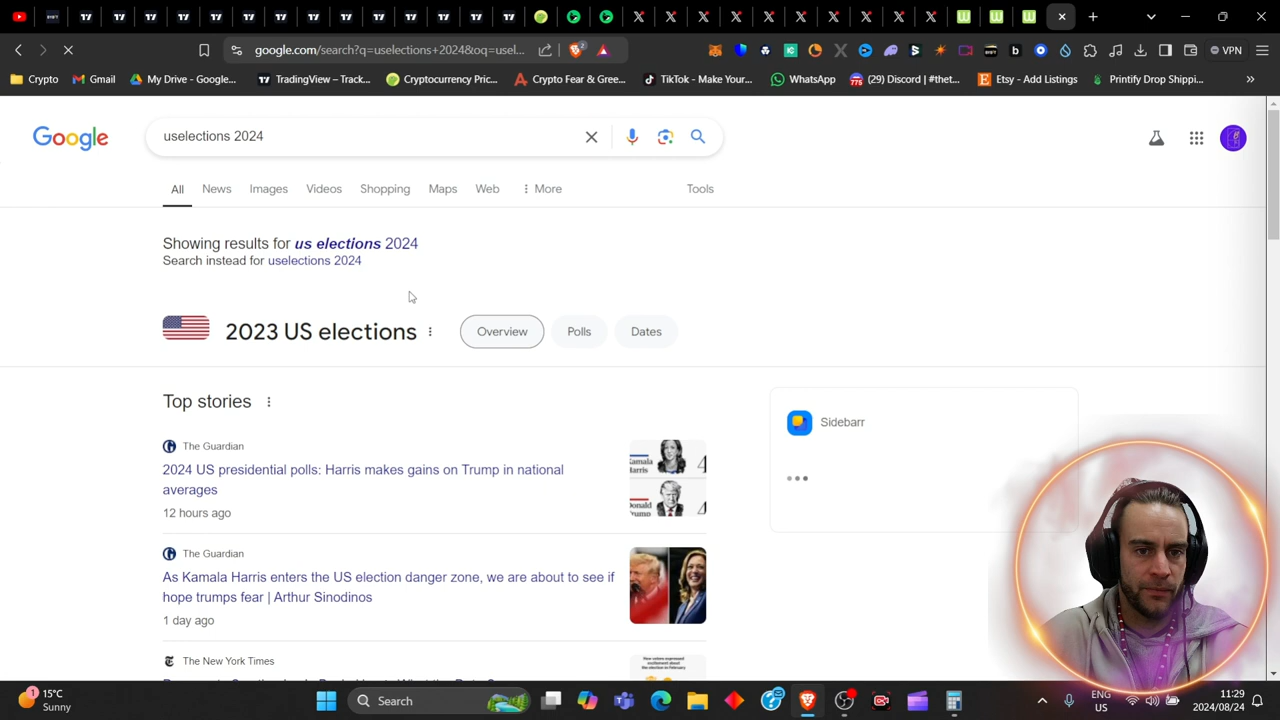 google.com/search?q=uselections+2024&oq=usel...
2
VPN
Crypto
Gmail
My Drive - Google...
TradingView – Track...
Cryptocurrency Pric...
Crypto Fear & Gree...
TikTok - Make Your...
WhatsApp
(29) Discord | #thet...
Etsy - Add Listings
Printify Drop Shippi...
Google
uselections 2024
All
News
Images
Videos
Shopping
Maps
Web
More
Tools
Showing results for us elections 2024
Search instead for uselections 2024
2023 US elections
Overview
Polls
Dates
Top stories
The Guardian
2024 US presidential polls: Harris makes gains on Trump in national
averages
12 hours ago
Sidebarr
The Guardian
As Kamala Harris enters the US election danger zone, we are about to see if
hope trumps fear | Arthur Sinodinos
1 day ago
The New York Times
15°C
Sunny
Search
ENG
US
11:29
2024/08/24